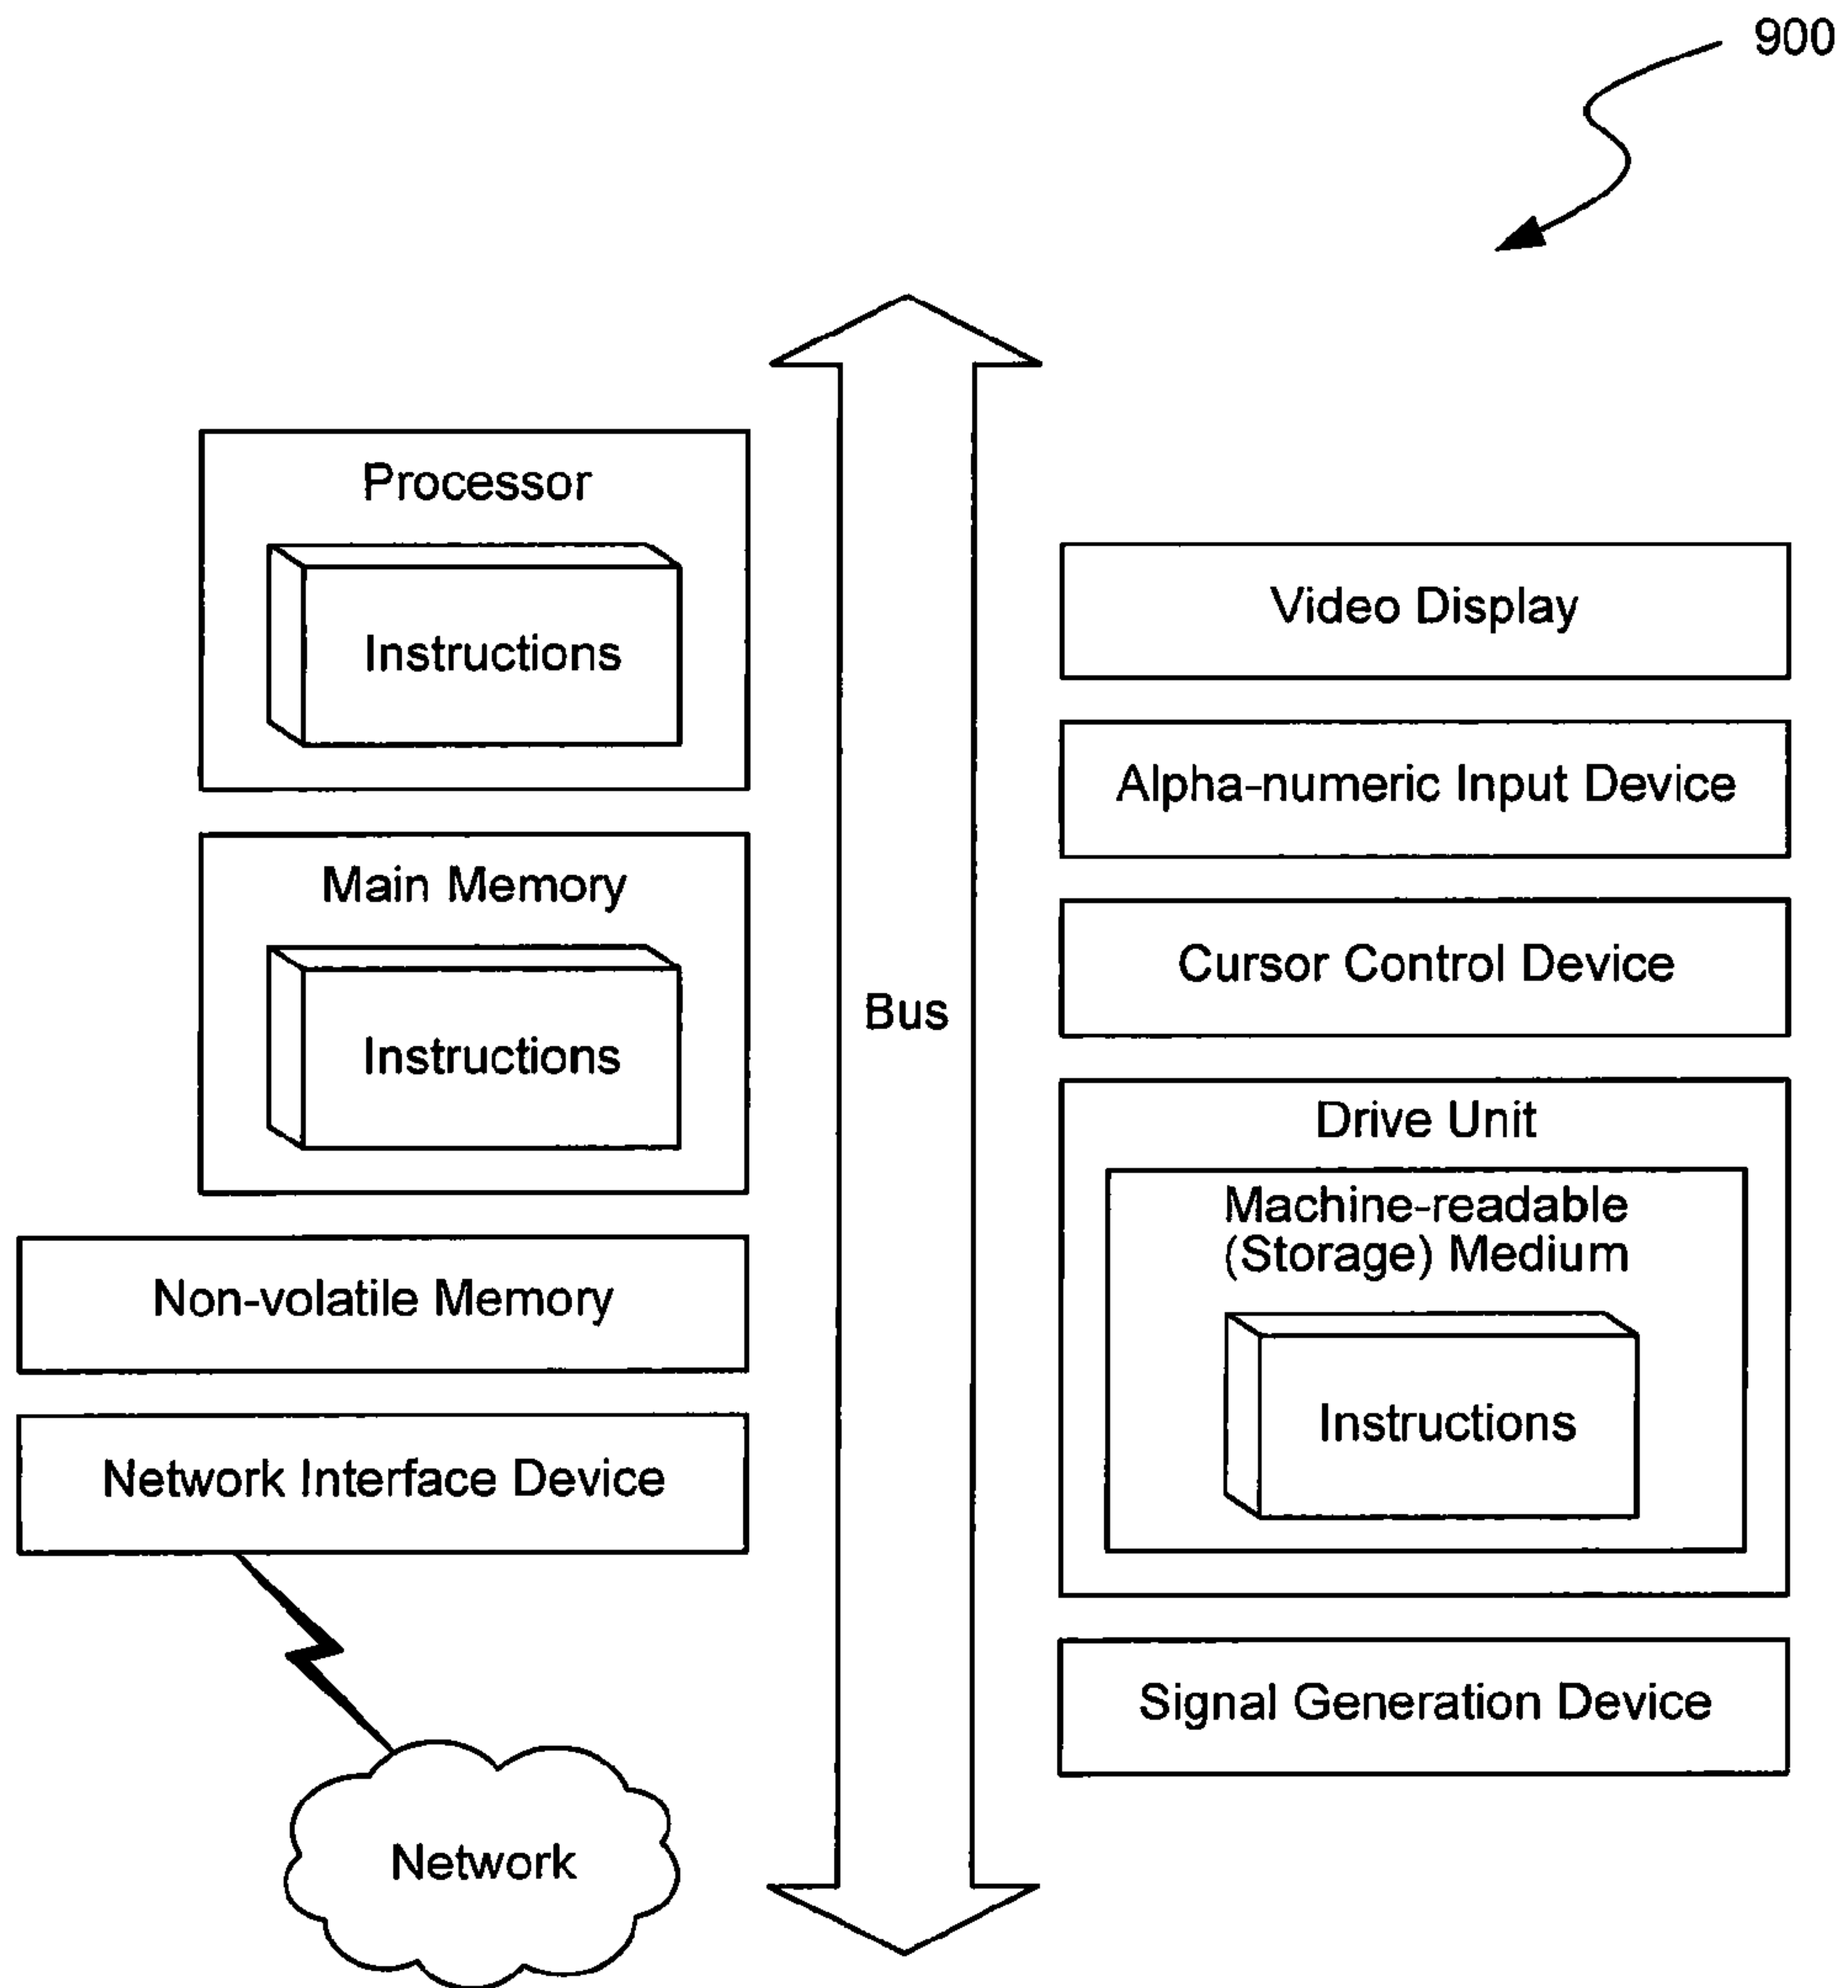 900
Processor
Instructions
Main Memory
Instructions
Non-volatile Memory
Network Interface Device
Network
Bus
Video Display
Alpha-numeric Input Device
Cursor Control Device
Drive Unit
Machine-readable
(Storage) Medium
Instructions
Signal Generation Device